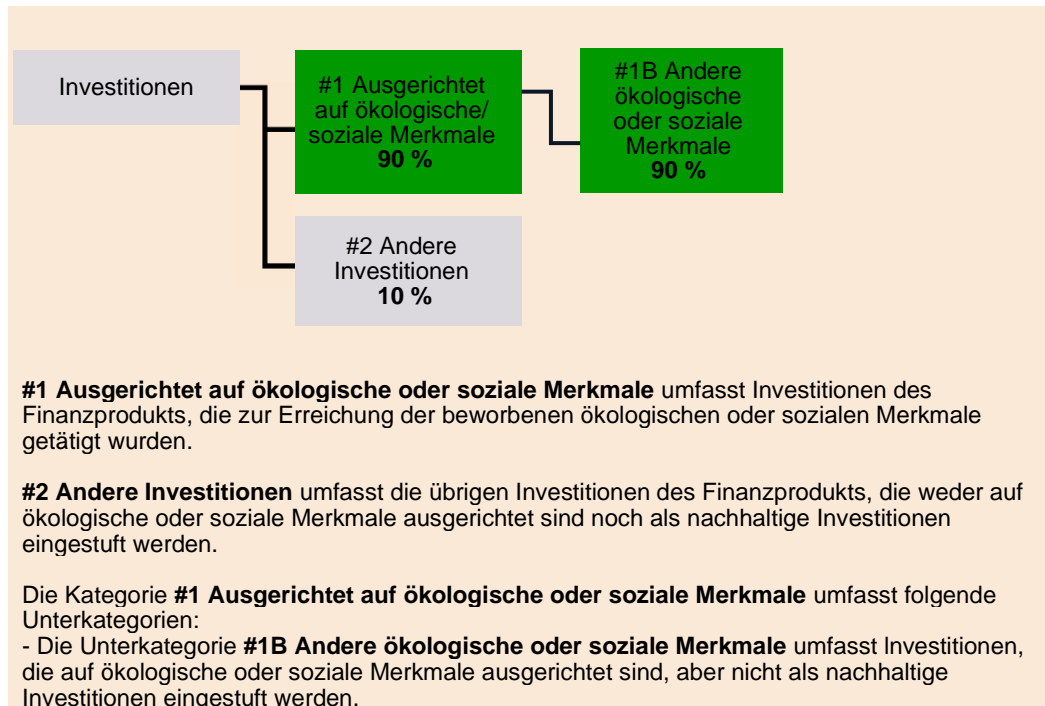 Investitionen
#1 Ausgerichtet
auf ökologische/
soziale Merkmale
90 %
#1B Andere
ökologische
oder soziale
Merkmale
90 %
#2 Andere
Investitionen
10 %
#1 Ausgerichtet auf ökologische oder soziale Merkmale umfasst Investitionen des
Finanzprodukts, die zur Erreichung der beworbenen ökologischen oder sozialen Merkmale
getätigt wurden.
#2 Andere Investitionen umfasst die übrigen Investitionen des Finanzprodukts, die weder auf
ökologische oder soziale Merkmale ausgerichtet sind noch als nachhaltige Investitionen
eingestuft werden.
Die Kategorie #1 Ausgerichtet auf ökologische oder soziale Merkmale umfasst folgende
Unterkategorien:
- Die Unterkategorie #1B Andere ökologische oder soziale Merkmale umfasst Investitionen,
die auf ökologische oder soziale Merkmale ausgerichtet sind, aber nicht als nachhaltige
Investitionen eingestuft werden.